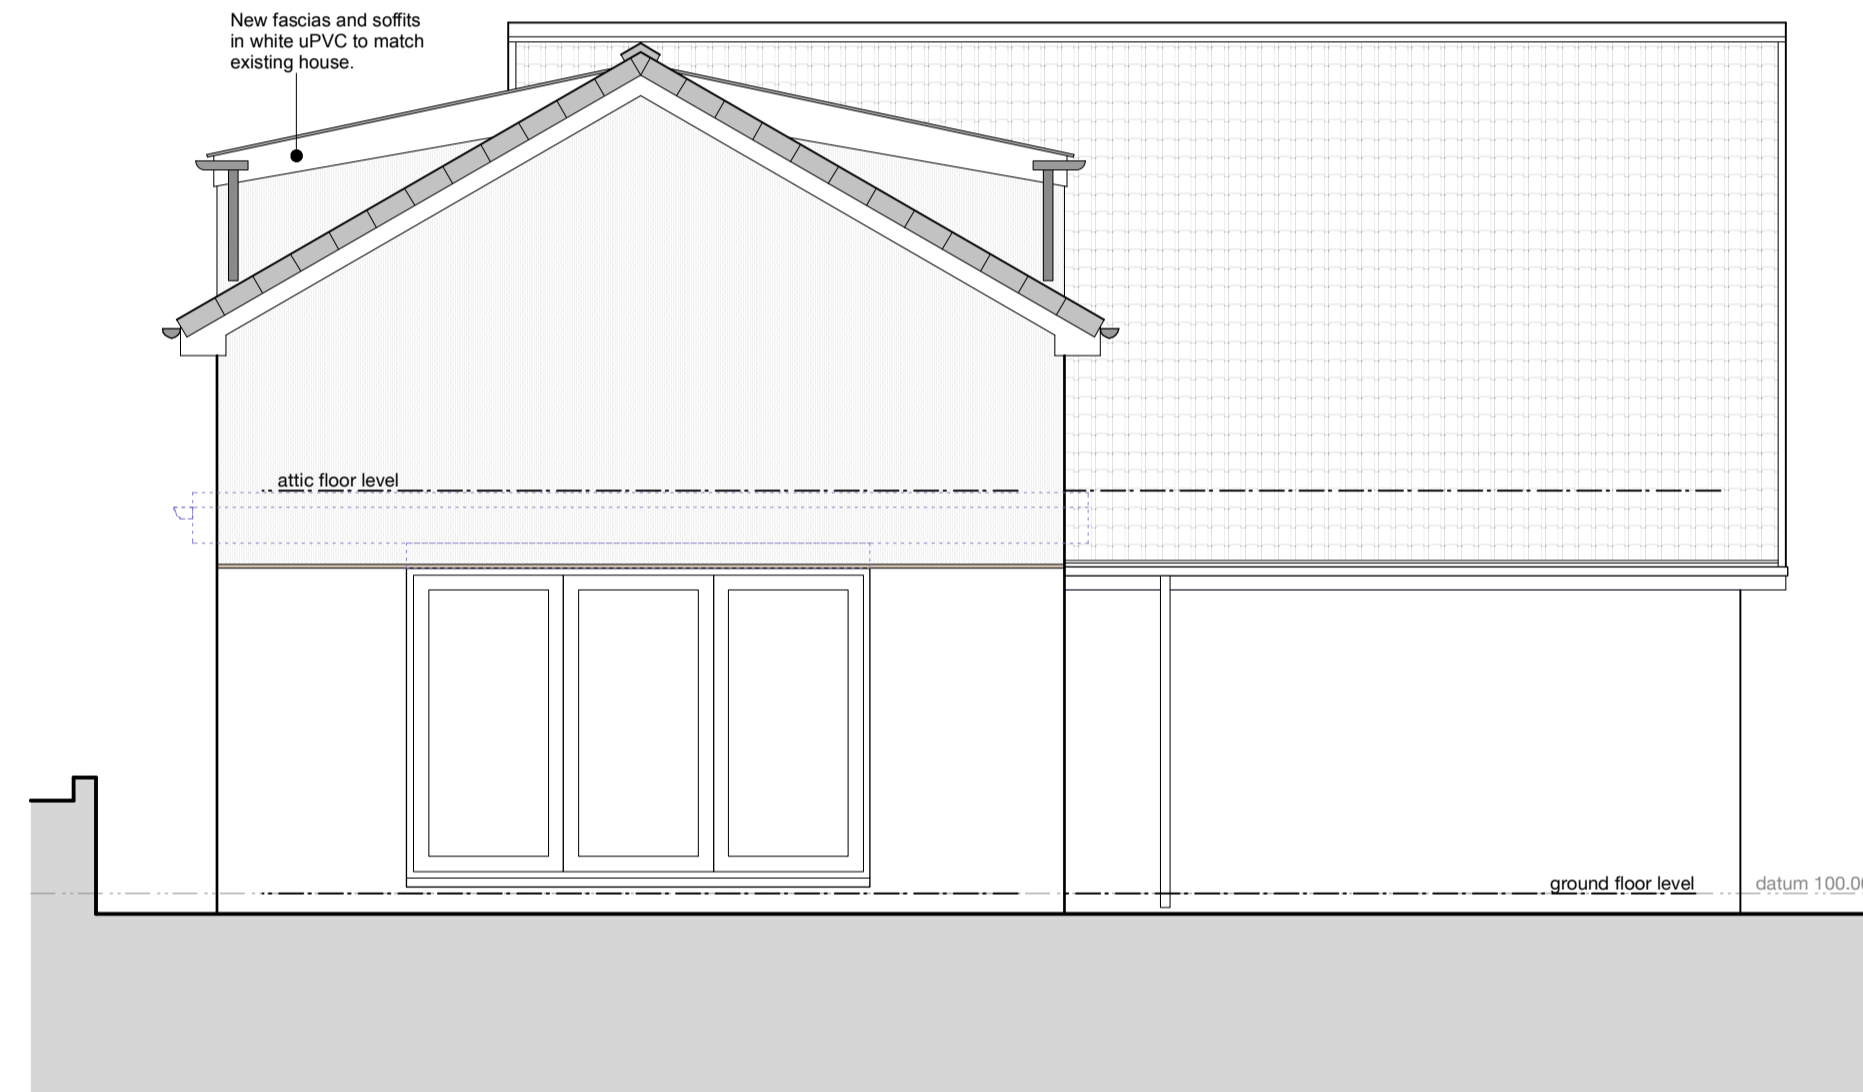 New fascias and soffits
in white uPVC to match
existing house.
attic floor level
ground floor level
datum 100.00